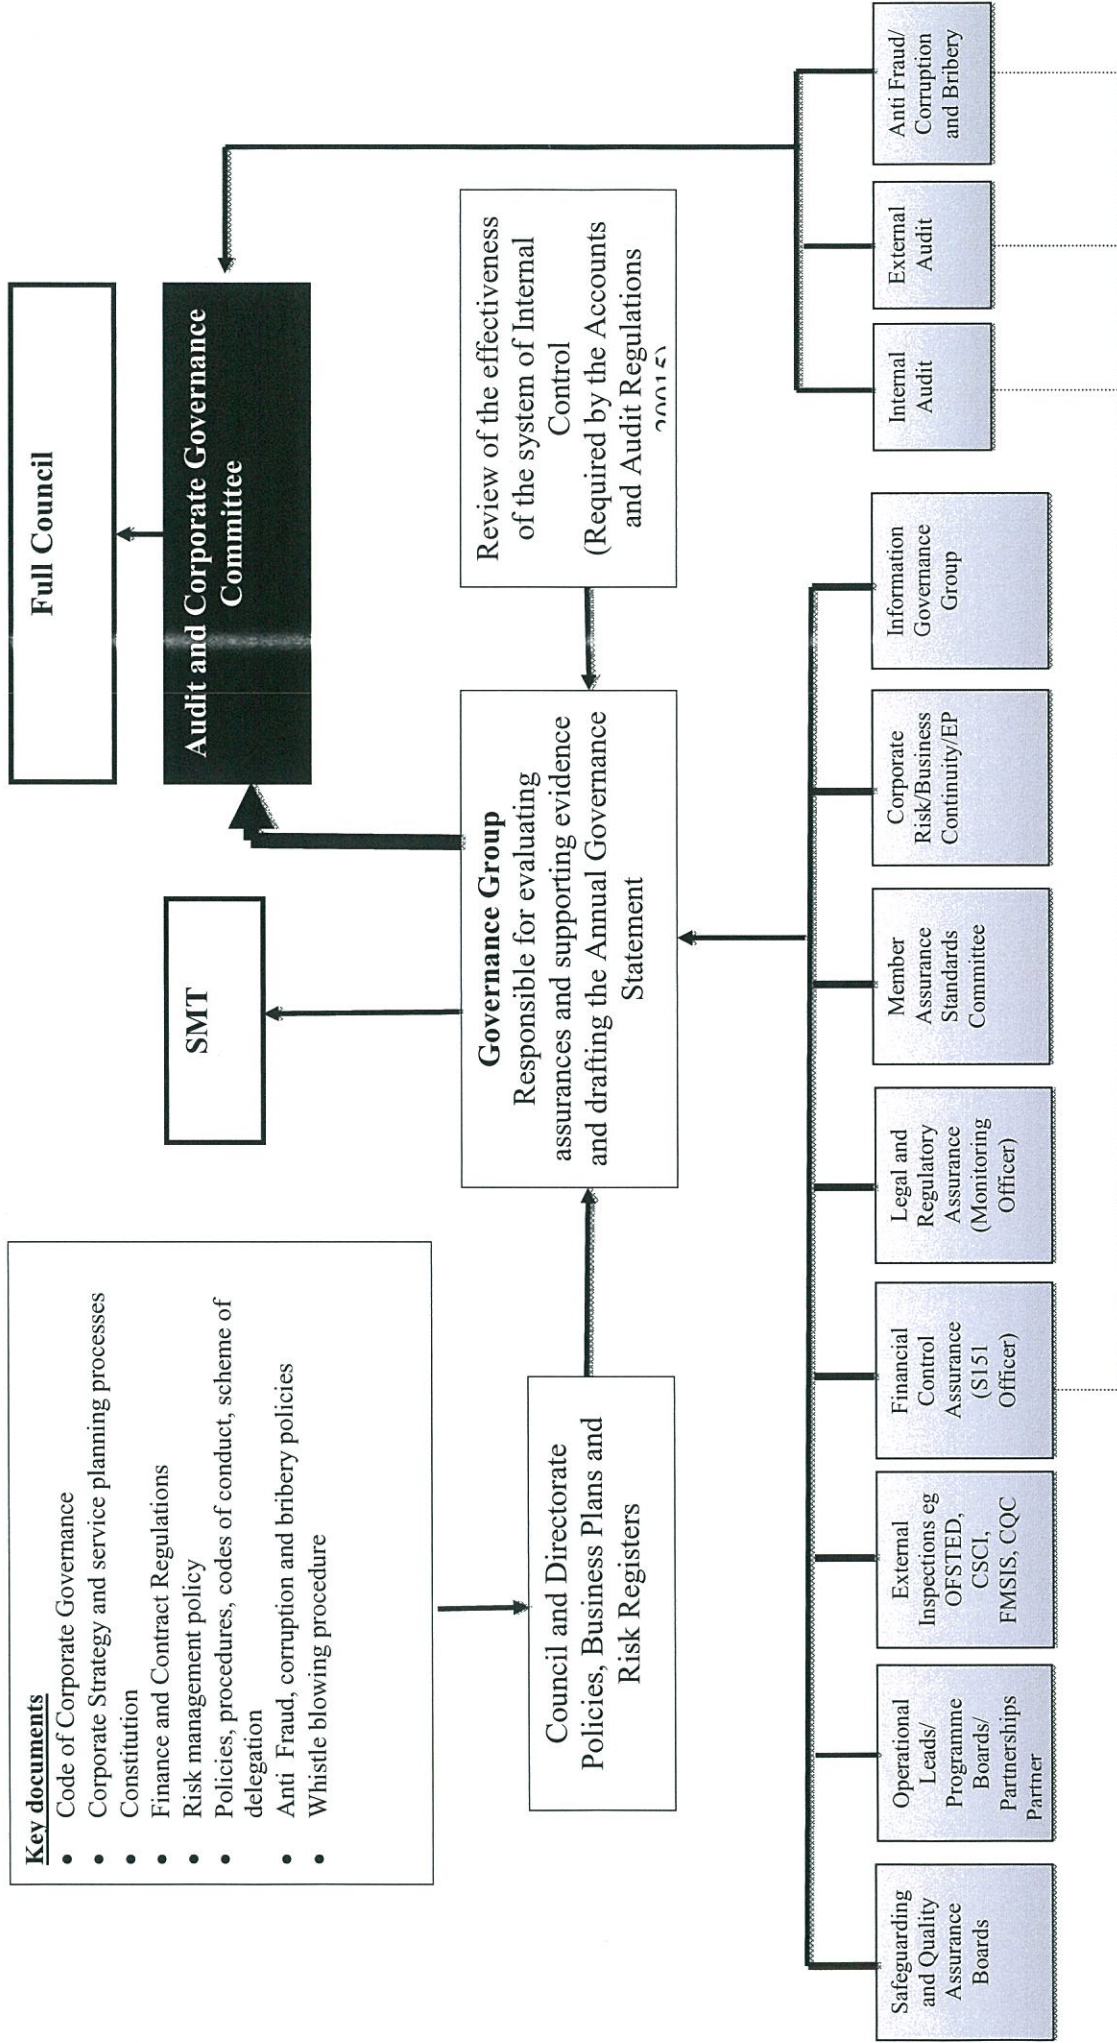 Full Council
Audit and Corporate Governance
Committee
SMT
Key documents
• Code of Corporate Governance
• Corporate Strategy and service planning processes
• Constitution
• Finance and Contract Regulations
• Risk management policy
• Policies, procedures, codes of conduct, scheme of
delegation
• Anti Fraud, corruption and bribery policies
• Whistle blowing procedure
Council and Directorate
Policies, Business Plans and
Risk Registers
Governance Group
Responsible for evaluating
assurances and supporting evidence
and drafting the Annual Governance
Statement
Review of the effectiveness
of the system of Internal
Control
(Required by the Accounts
and Audit Regulations
Safeguarding
and Quality
Assurance
Boards
Operational
Leads/
Programme
Boards/
Partnerships
Partner
External
Inspections eg
OFSTED,
CSCI,
FMSIS, CQC
Financial
Control
Assurance
(S151
Officer)
Legal and
Regulatory
Assurance
(Monitoring
Officer)
Member
Assurance
Standards
Committee
Corporate
Risk/Business
Continuity/EP
Information
Governance
Group
Internal
Audit
External
Audit
Anti Fraud/
Corruption
and Bribery